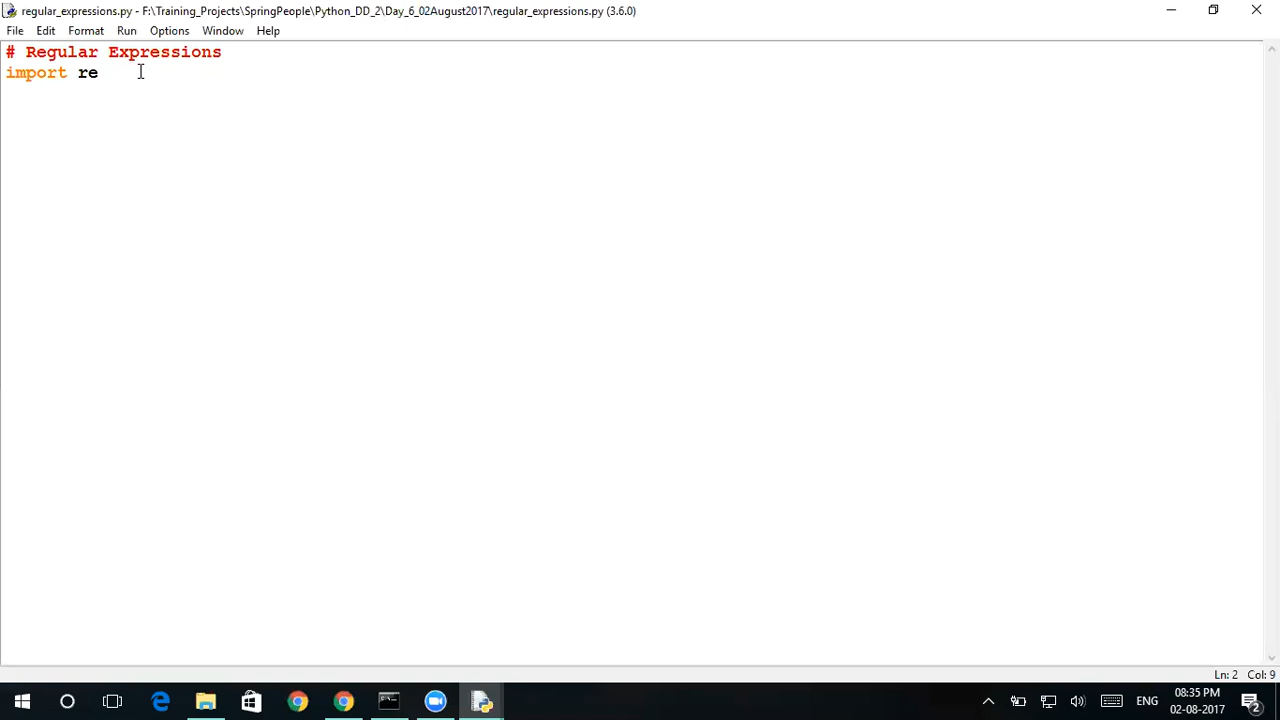 regular_expressions.py - F:\Training_Projects\SpringPeople\Python_DD_2\Day_6_02August2017\regular_expressions.py (3.6.0)
File Edit Format Run Options Window Help
# Regular Expressions
import re
Ln: 2 Col: 9
ENG
08:35 PM
02-08-2017
2